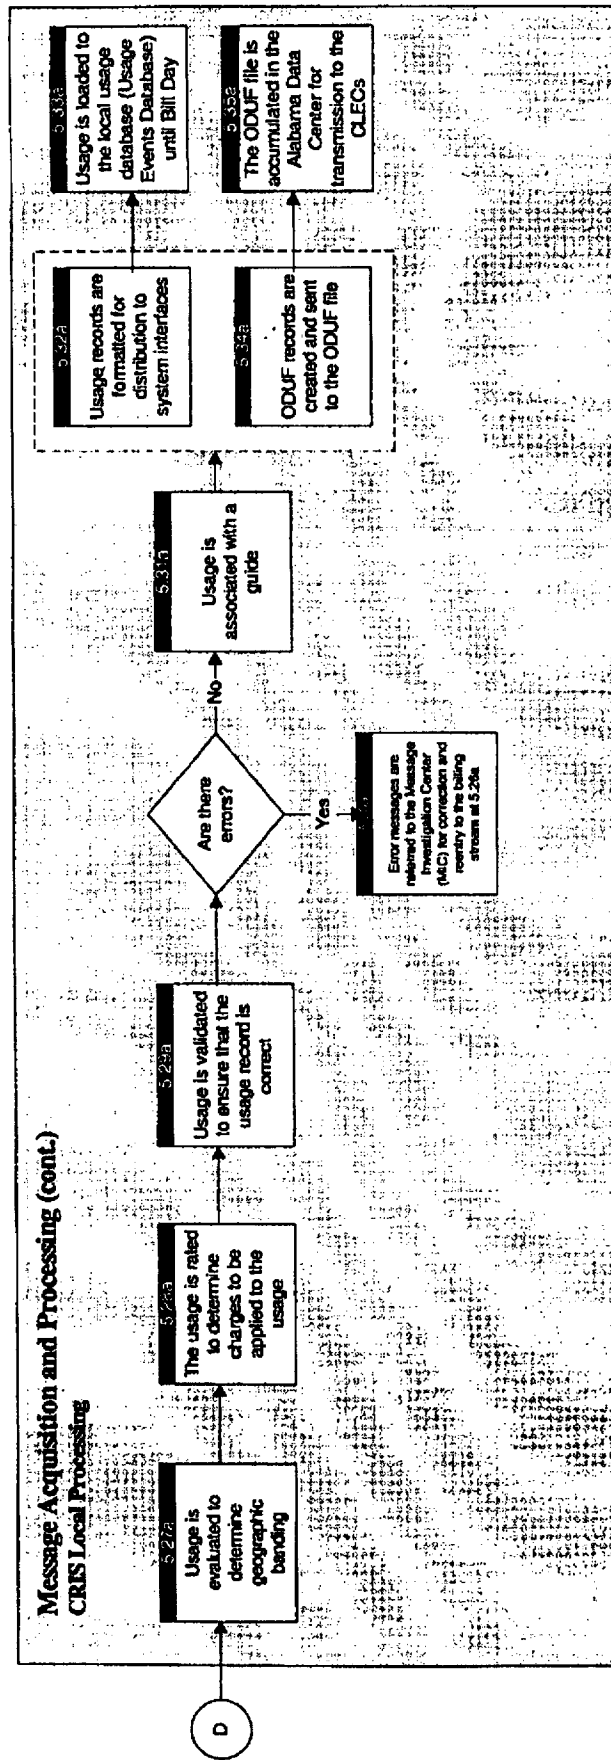 Message Acquisition and Processing (cont.)
CRIS Local Processing
D
5.27a
Usage is
evaluated to
determine
geographic
banding
5.28a
The usage is rated
to determine
charges to be
applied to the
usage
5.29a
Usage is validated
to ensure that the
usage record is
correct
Are there
errors?
Yes
Error messages are
referred to the Message
Investigation Center
(MIC) for correction and
reentry to the billing
stream at 5.26a
No
5.31a
Usage is
associated with a
guide
5.32a
Usage records are
formatted for
distribution to
system interfaces
5.33a
Usage is loaded to
the local usage
database (Usage
Events Database)
until Bill Day
5.34a
ODUF records are
created and sent
to the ODUF file
5.35a
The ODUF file is
accumulated in the
Alabama Data
Center for
transmission to the
CLECs